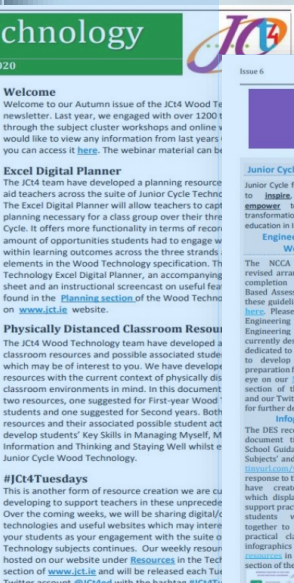 chnology
020
JCt4
Welcome
Welcome to our Autumn issue of the JCt4 Wood Te
newsletter. Last year, we engaged with over 1200 t
through the subject cluster workshops and online w
would like to view any information from last years
you can access it here. The webinar material can be
Excel Digital Planner
The JCt4 team have developed a planning resource
aid teachers across the suite of Junior Cycle Techno
The Excel Digital Planner will allow teachers to capt
planning necessary for a class group over their thre
Cycle. It offers more functionality in terms of recor
amount of opportunities students had to engage w
within learning outcomes across the three strands
elements in the Wood Technology specification. Th
Technology Excel Digital Planner, an accompanying
sheet and an instructional screencast on useful feat
found in the Planning section of the Wood Techno
on www.jct.ie website.
Physically Distanced Classroom Resour
The JCt4 Wood Technology team have developed a
classroom resources and possible associated stude
which may be of interest to you. We have develope
resources with the current context of physically dis
classroom environments in mind. In this document
two resources, one suggested for First-year Wood
students and one suggested for Second years. Both
resources and their associated possible student act
develop students' Key Skills in Managing Myself, M
Information and Thinking and Staying Well whilst e
Junior Cycle Wood Technology.
#JCt4Tuesdays
This is another form of resource creation we are cu
developing to support teachers in these unprecede
Over the coming weeks, we will be sharing digital/o
technologies and useful websites which may intere
your students as your engagement with the suite o
Technology subjects continues. Our weekly resourc
hosted on our website under Resources in the Tech
section of www.jct.ie and will be released each Tue
Issue 6
Junior Cycl
Junior Cycle f
to inspire,
empower t
transformatio
education in I
Enginee
Wo
The NCCA
revised arran
completion
Based Assess
these guideli
here. Please
Engineering
Engineering
currently der
dedicated to
to develop
preparation f
eye on our
section of t
and our Twit
for further de
Infog
The DES rec
document t
School Guida
Subjects' and
tinyurl.com/
response to t
have creat
which displa
support prac
students v
together to
practical cla
infographics
resources in
section of the